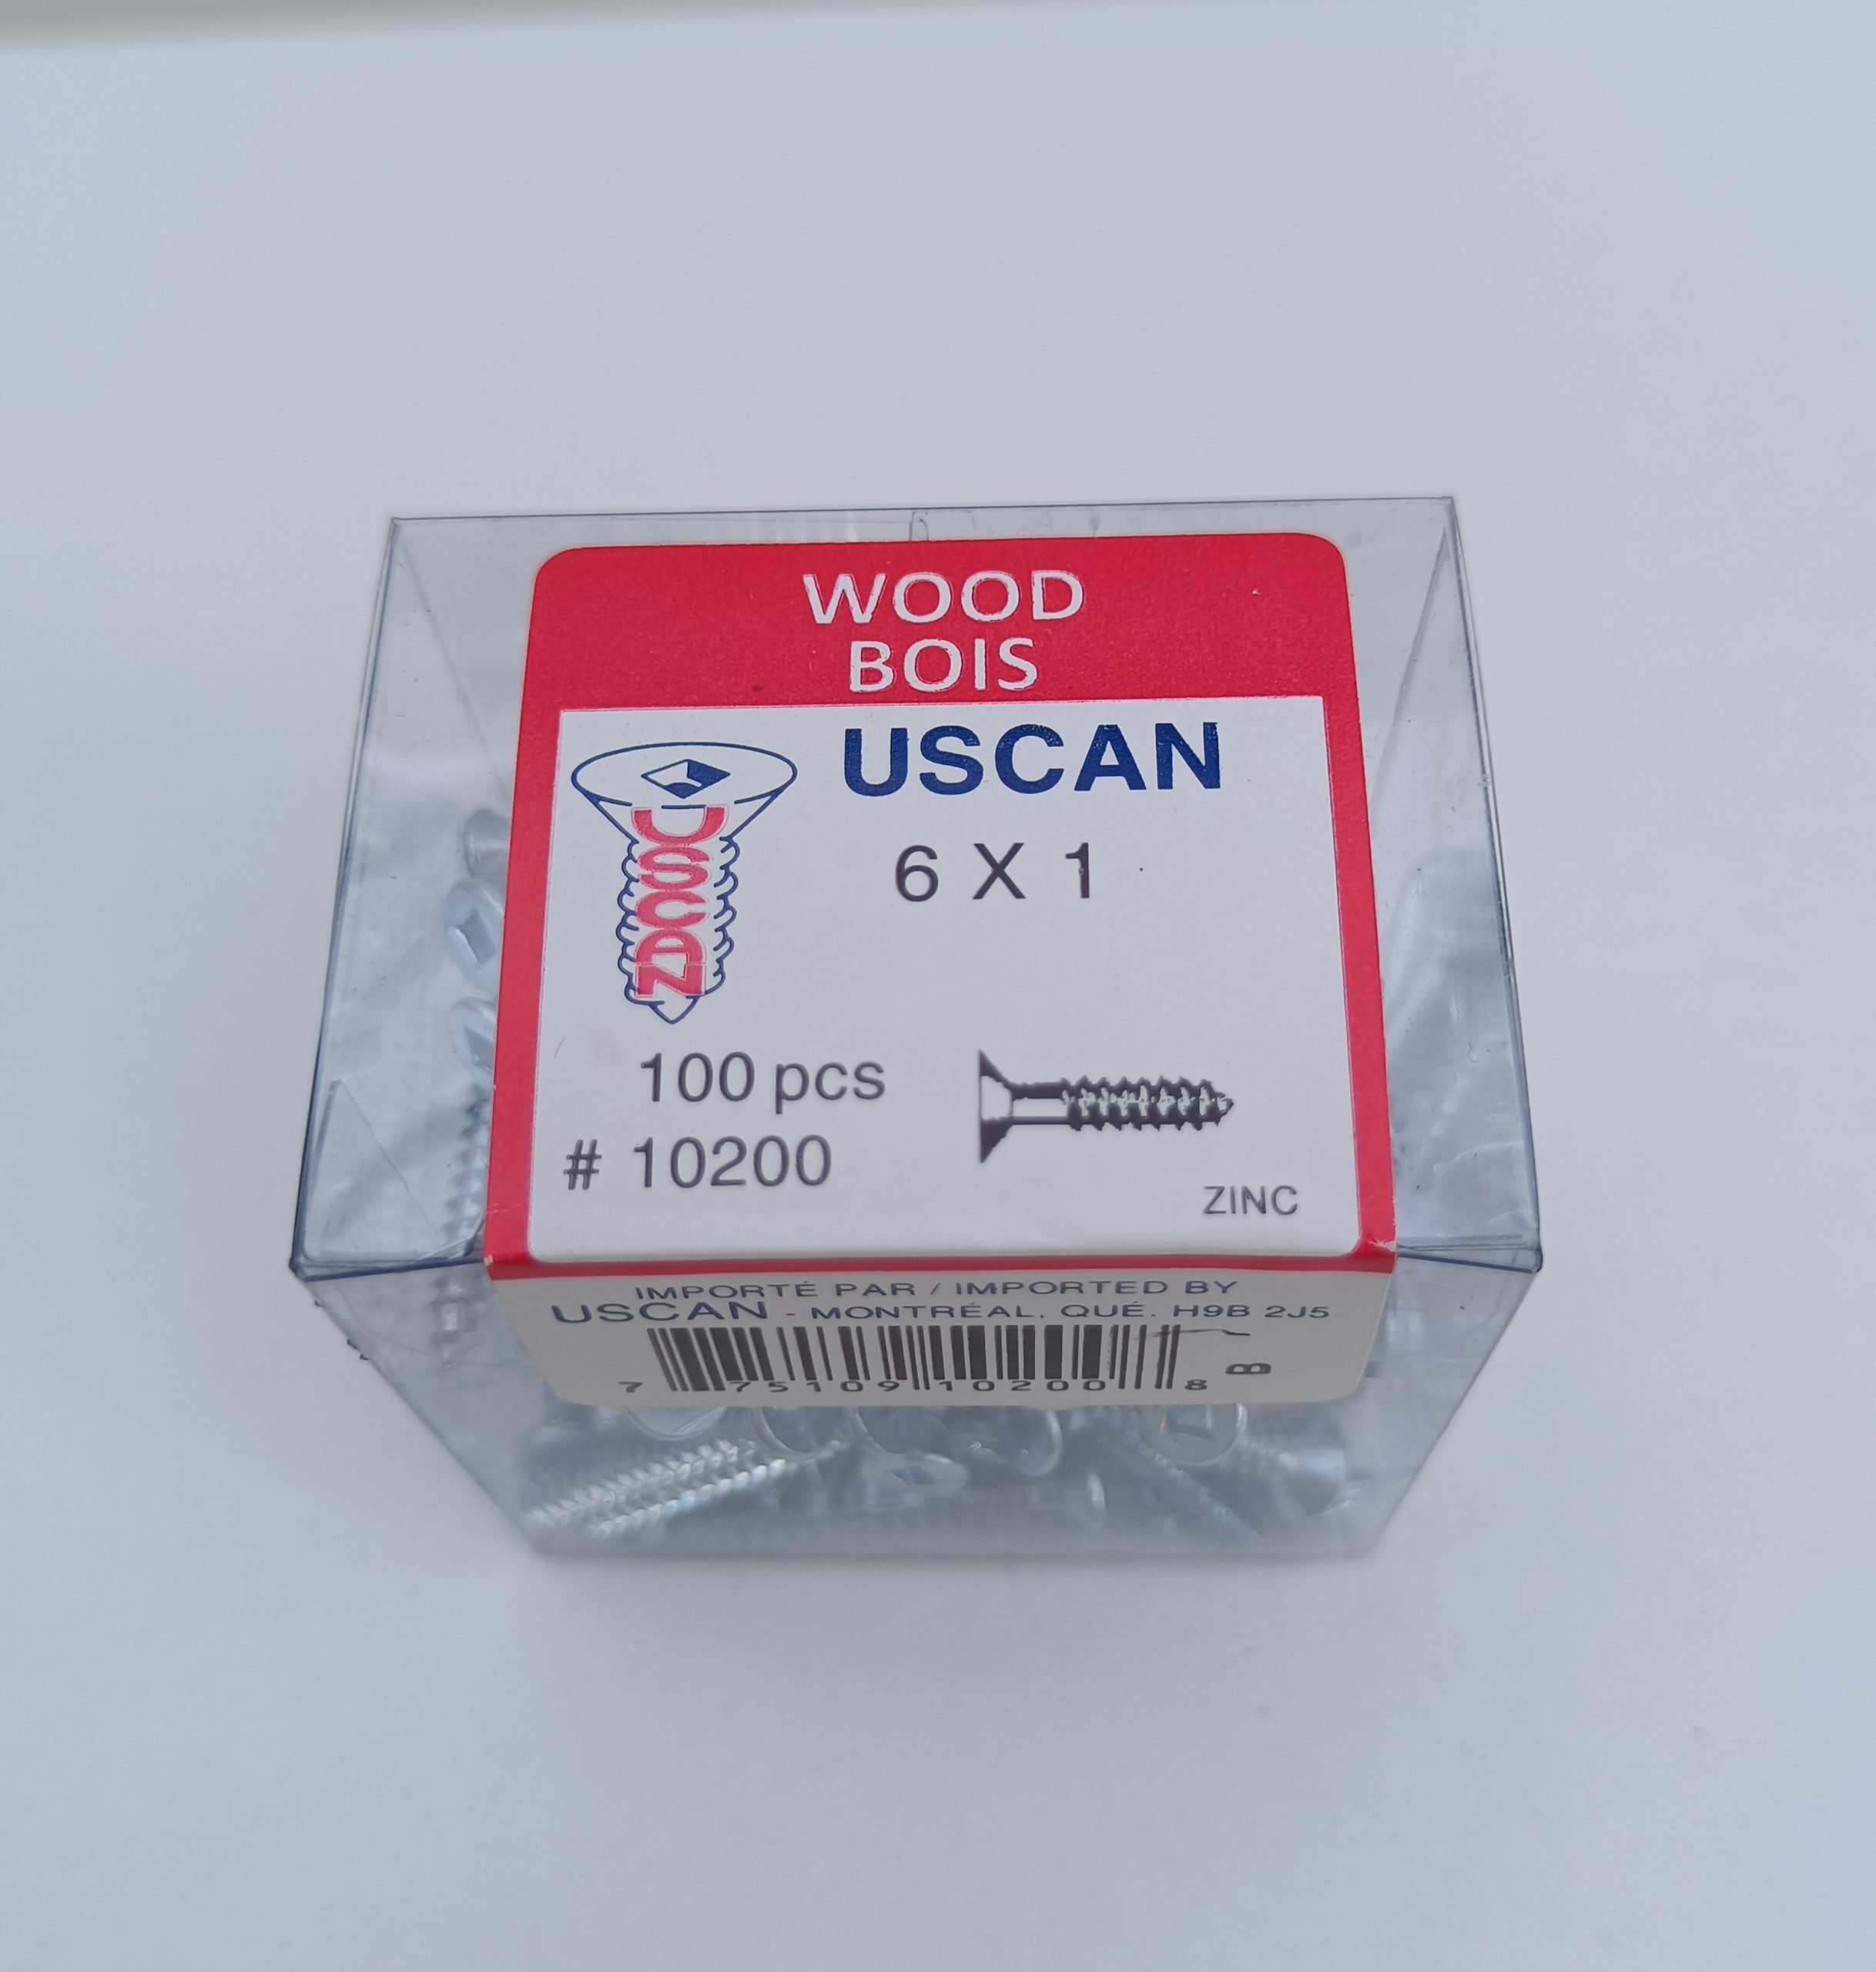 WOOD
BOIS
USCAN
USCAN
6 X 1
100 pcs
# 10200
ZINC
IMPORTÉ PAR / IMPORTED BY
USCAN - MONTRÉAL, QUÉ. H9B 2J5
7 75109 10200 8
B